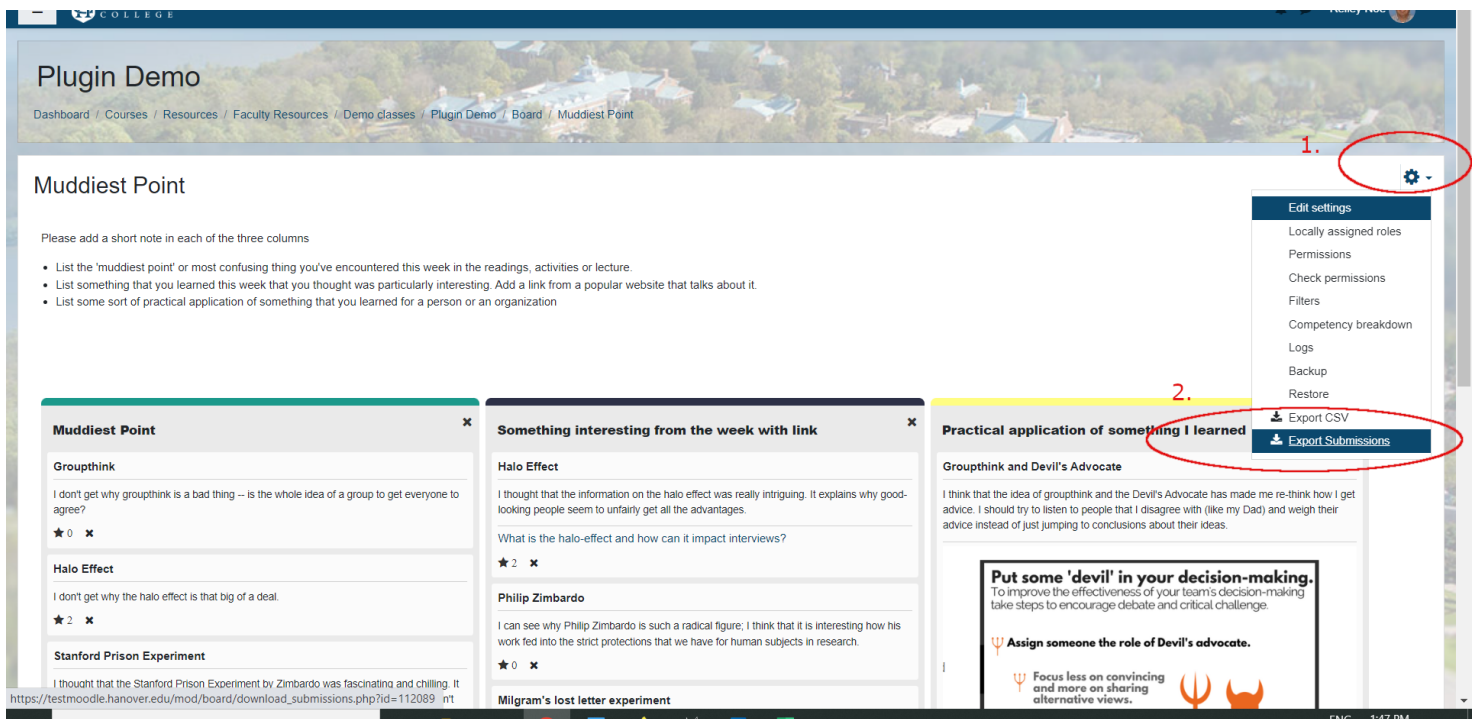 COLLEGE
Kelley Noe
Plugin Demo
Dashboard / Courses / Resources / Faculty Resources / Demo classes / Plugin Demo / Board / Muddiest Point
1.
Muddiest Point
Edit settings
Locally assigned roles
Permissions
Check permissions
Filters
Competency breakdown
Logs
Backup
Restore
2.
Export CSV
Export Submissions
Please add a short note in each of the three columns
• List the 'muddiest point' or most confusing thing you've encountered this week in the readings, activities or lecture.
• List something that you learned this week that you thought was particularly interesting. Add a link from a popular website that talks about it.
• List some sort of practical application of something that you learned for a person or an organization
Muddiest Point
Groupthink
I don't get why groupthink is a bad thing -- is the whole idea of a group to get everyone to
agree?
0
Halo Effect
I don't get why the halo effect is that big of a deal.
2
Stanford Prison Experiment
I thought that the Stanford Prison Experiment by Zimbardo was fascinating and chilling. It
n't
Something interesting from the week with link
Halo Effect
I thought that the information on the halo effect was really intriguing. It explains why good-
looking people seem to unfairly get all the advantages.
What is the halo-effect and how can it impact interviews?
2
Philip Zimbardo
I can see why Philip Zimbardo is such a radical figure; I think that it is interesting how his
work fed into the strict protections that we have for human subjects in research.
0
Milgram's lost letter experiment
Practical application of something I learned
Groupthink and Devil's Advocate
I think that the idea of groupthink and the Devil's Advocate has made me re-think how I get
advice. I should try to listen to people that I disagree with (like my Dad) and weigh their
advice instead of just jumping to conclusions about their ideas.
Put some 'devil' in your decision-making.
To improve the effectiveness of your team's decision-making
take steps to encourage debate and critical challenge.
Assign someone the role of Devil's advocate.
Focus less on convincing
and more on sharing
alternative views.
https://testmoodle.hanover.edu/mod/board/download_submissions.php?id=112089
ENG 1:47 PM